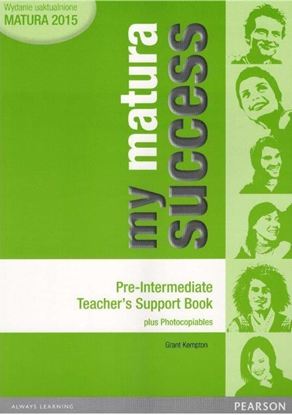 Wydanie uaktualnione
MATURA 2015
my matura
success
Pre-Intermediate
Teacher's Support Book
plus Photocopiables
Grant Kempton
ALWAYS LEARNING
PEARSON